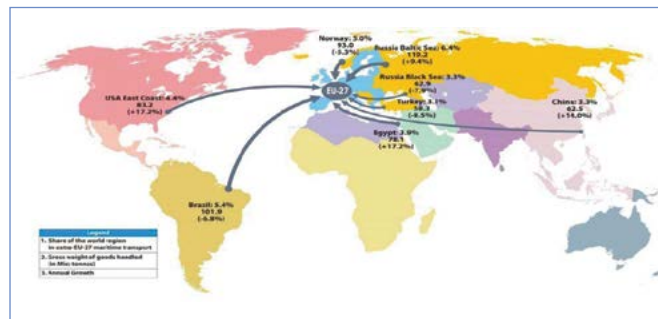 Norway: 5.0%
93.0
(-5.3%)
Russia Baltic Sea: 6.4%
110.2
(+9.4%)
Russia Black Sea: 3.3%
62.9
(-7.9%)
EU-27
USA East Coast: 4.4%
83.2
(+17.2%)
Turkey: 3.1%
58.3
(-8.5%)
China: 3.3%
62.5
(+14.0%)
Egypt: 3.9%
78.1
(+17.2%)
Brazil: 5.4%
101.9
(-6.8%)
Legend
1. Share of the world region
in extra-EU-27 maritime transport
2. Gross weight of goods handled
(in Mio: tonnes)
3. Annual Growth